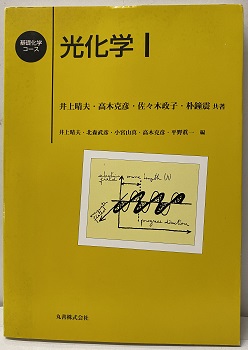 基礎化学
コース
光化学 I
井上晴夫・高木克彦・佐々木政子・朴鐘震 共著
井上晴夫・北森武彦・小宮山真・高木克彦・平野眞一 編
electric
field
wave length (λ)
progress direction
丸善株式会社